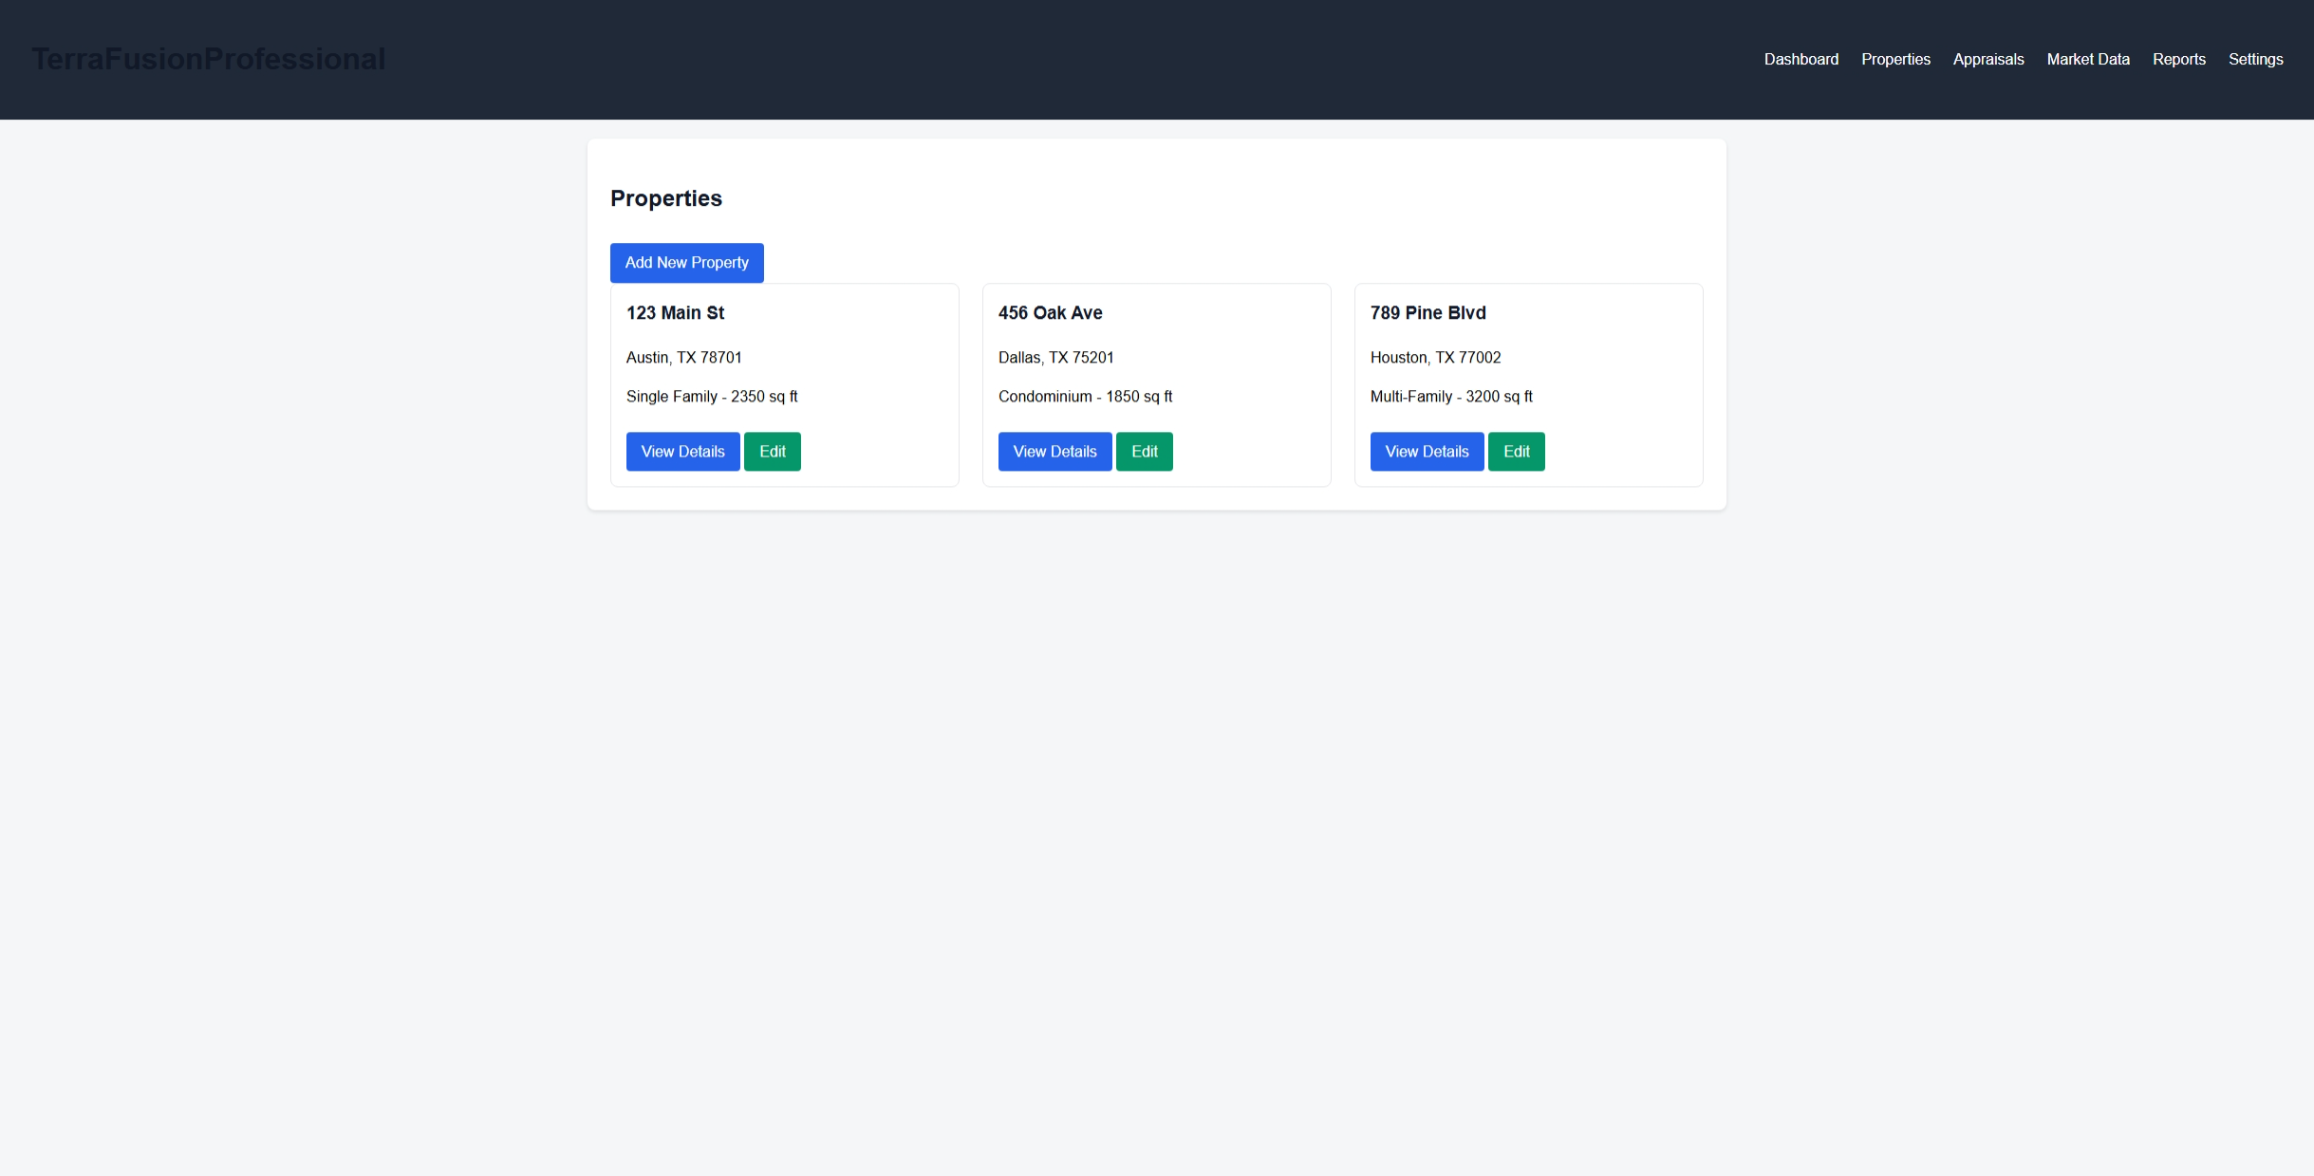 TerraFusionProfessional
Dashboard Properties Appraisals Market Data Reports Settings
Properties
Add New Property
123 Main St
Austin, TX 78701
Single Family - 2350 sq ft
View Details Edit
456 Oak Ave
Dallas, TX 75201
Condominium - 1850 sq ft
View Details Edit
789 Pine Blvd
Houston, TX 77002
Multi-Family - 3200 sq ft
View Details Edit